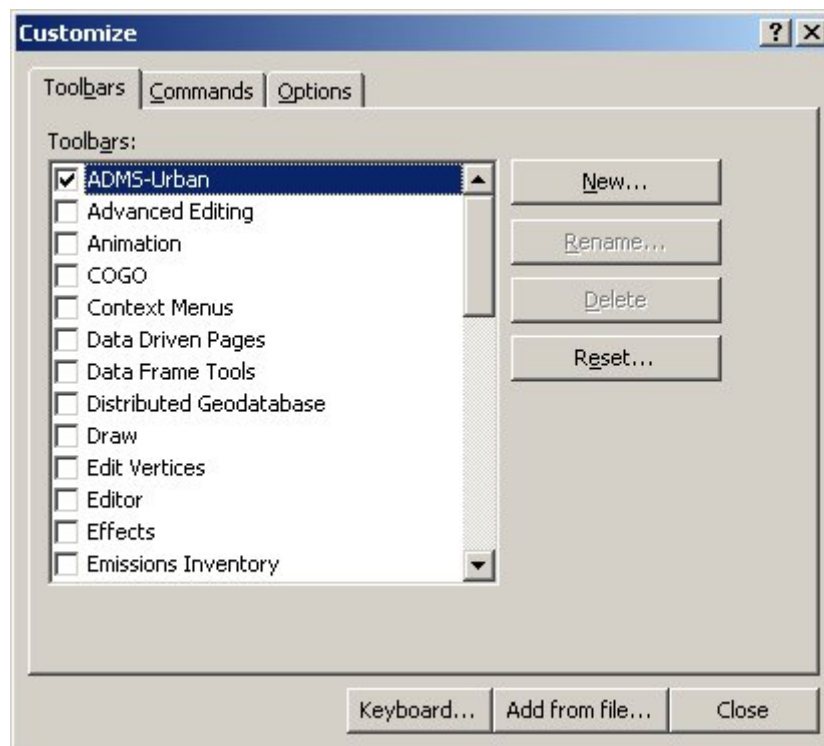 Customize
Toolbars Commands Options
Toolbars:
ADMS-Urban
Advanced Editing
Animation
COGO
Context Menus
Data Driven Pages
Data Frame Tools
Distributed Geodatabase
Draw
Edit Vertices
Editor
Effects
Emissions Inventory
New...
Rename...
Delete
Reset...
Keyboard... Add from file... Close